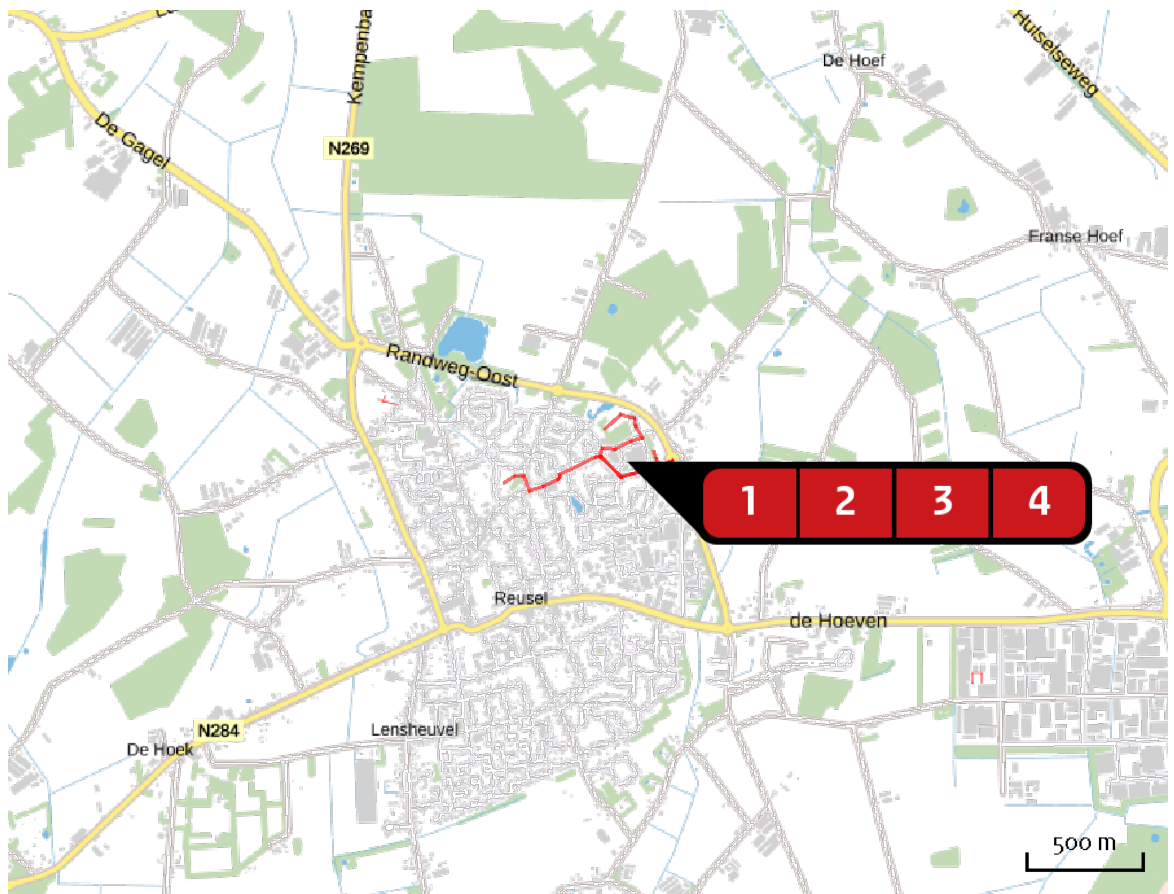 Kempenba
Hulselseweg
De Hoef
De Gagel
N269
Franse Hoef
Randweg-Oost
1 2 3 4
Reusel
de Hoeven
N284
Lensheuvel
De Hoek
500 m